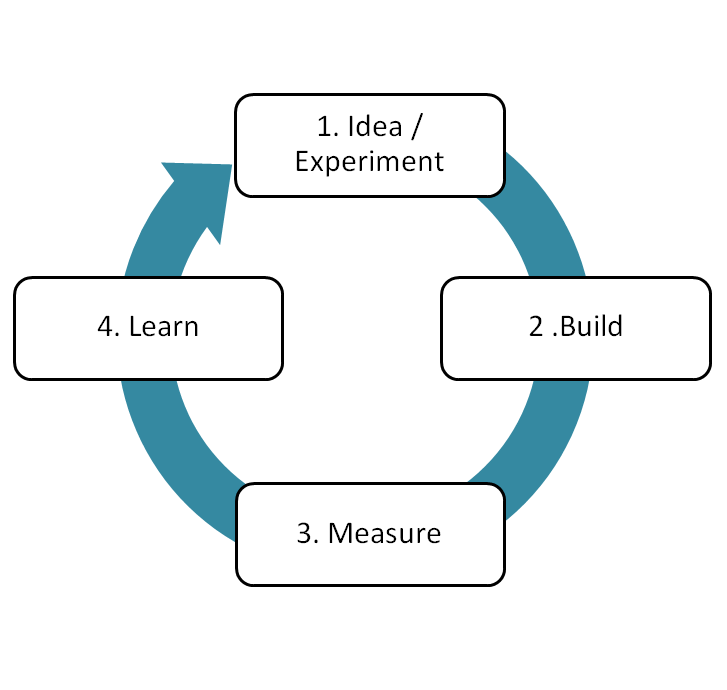 1. Idea /
Experiment
4. Learn
2 .Build
3. Measure